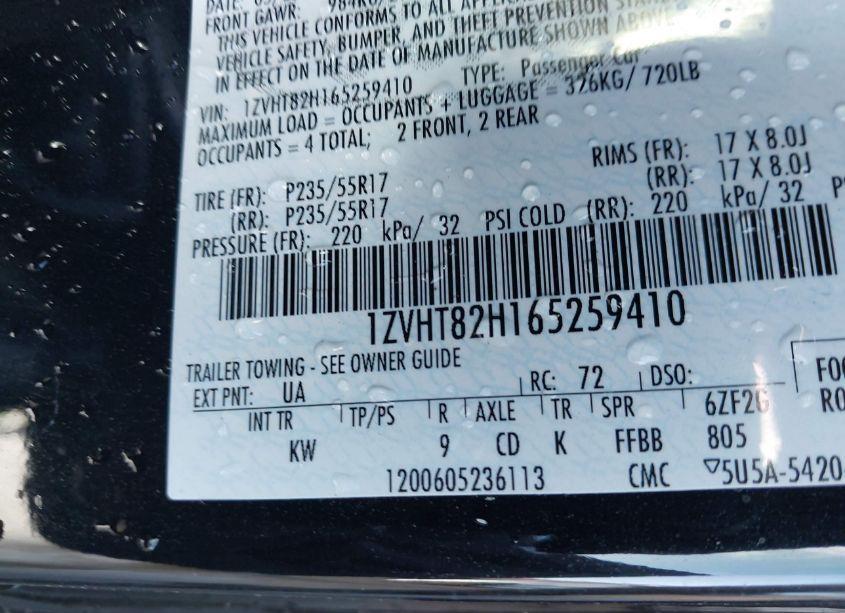 DATE:
FRONT GAWR: 984KG/
THIS VEHICLE CONFORMS TO ALL APPLICABLE
VEHICLE SAFETY, BUMPER, AND THEFT PREVENTION
IN EFFECT ON THE DATE OF MANUFACTURE SHOWN ABOVE.
VIN: 1ZVHT82H165259410 TYPE: Passenger Car
MAXIMUM LOAD = OCCUPANTS + LUGGAGE = 326KG/ 720LB
OCCUPANTS = 4 TOTAL; 2 FRONT, 2 REAR
RIMS (FR): 17 X 8.0J
TIRE (FR): P235/55R17 (RR): 17 X 8.0J
(RR): P235/55R17
PRESSURE (FR): 220 kPa/ 32 PSI COLD (RR): 220 kPa/ 32
1ZVHT82H165259410
TRAILER TOWING - SEE OWNER GUIDE
EXT PNT: UA RC: 72 DSO:
INT TR TP/PS R AXLE TR SPR 6ZF2G
KW 9 CD K FFBB 805
1200605236113 CMC 5U5A-5420